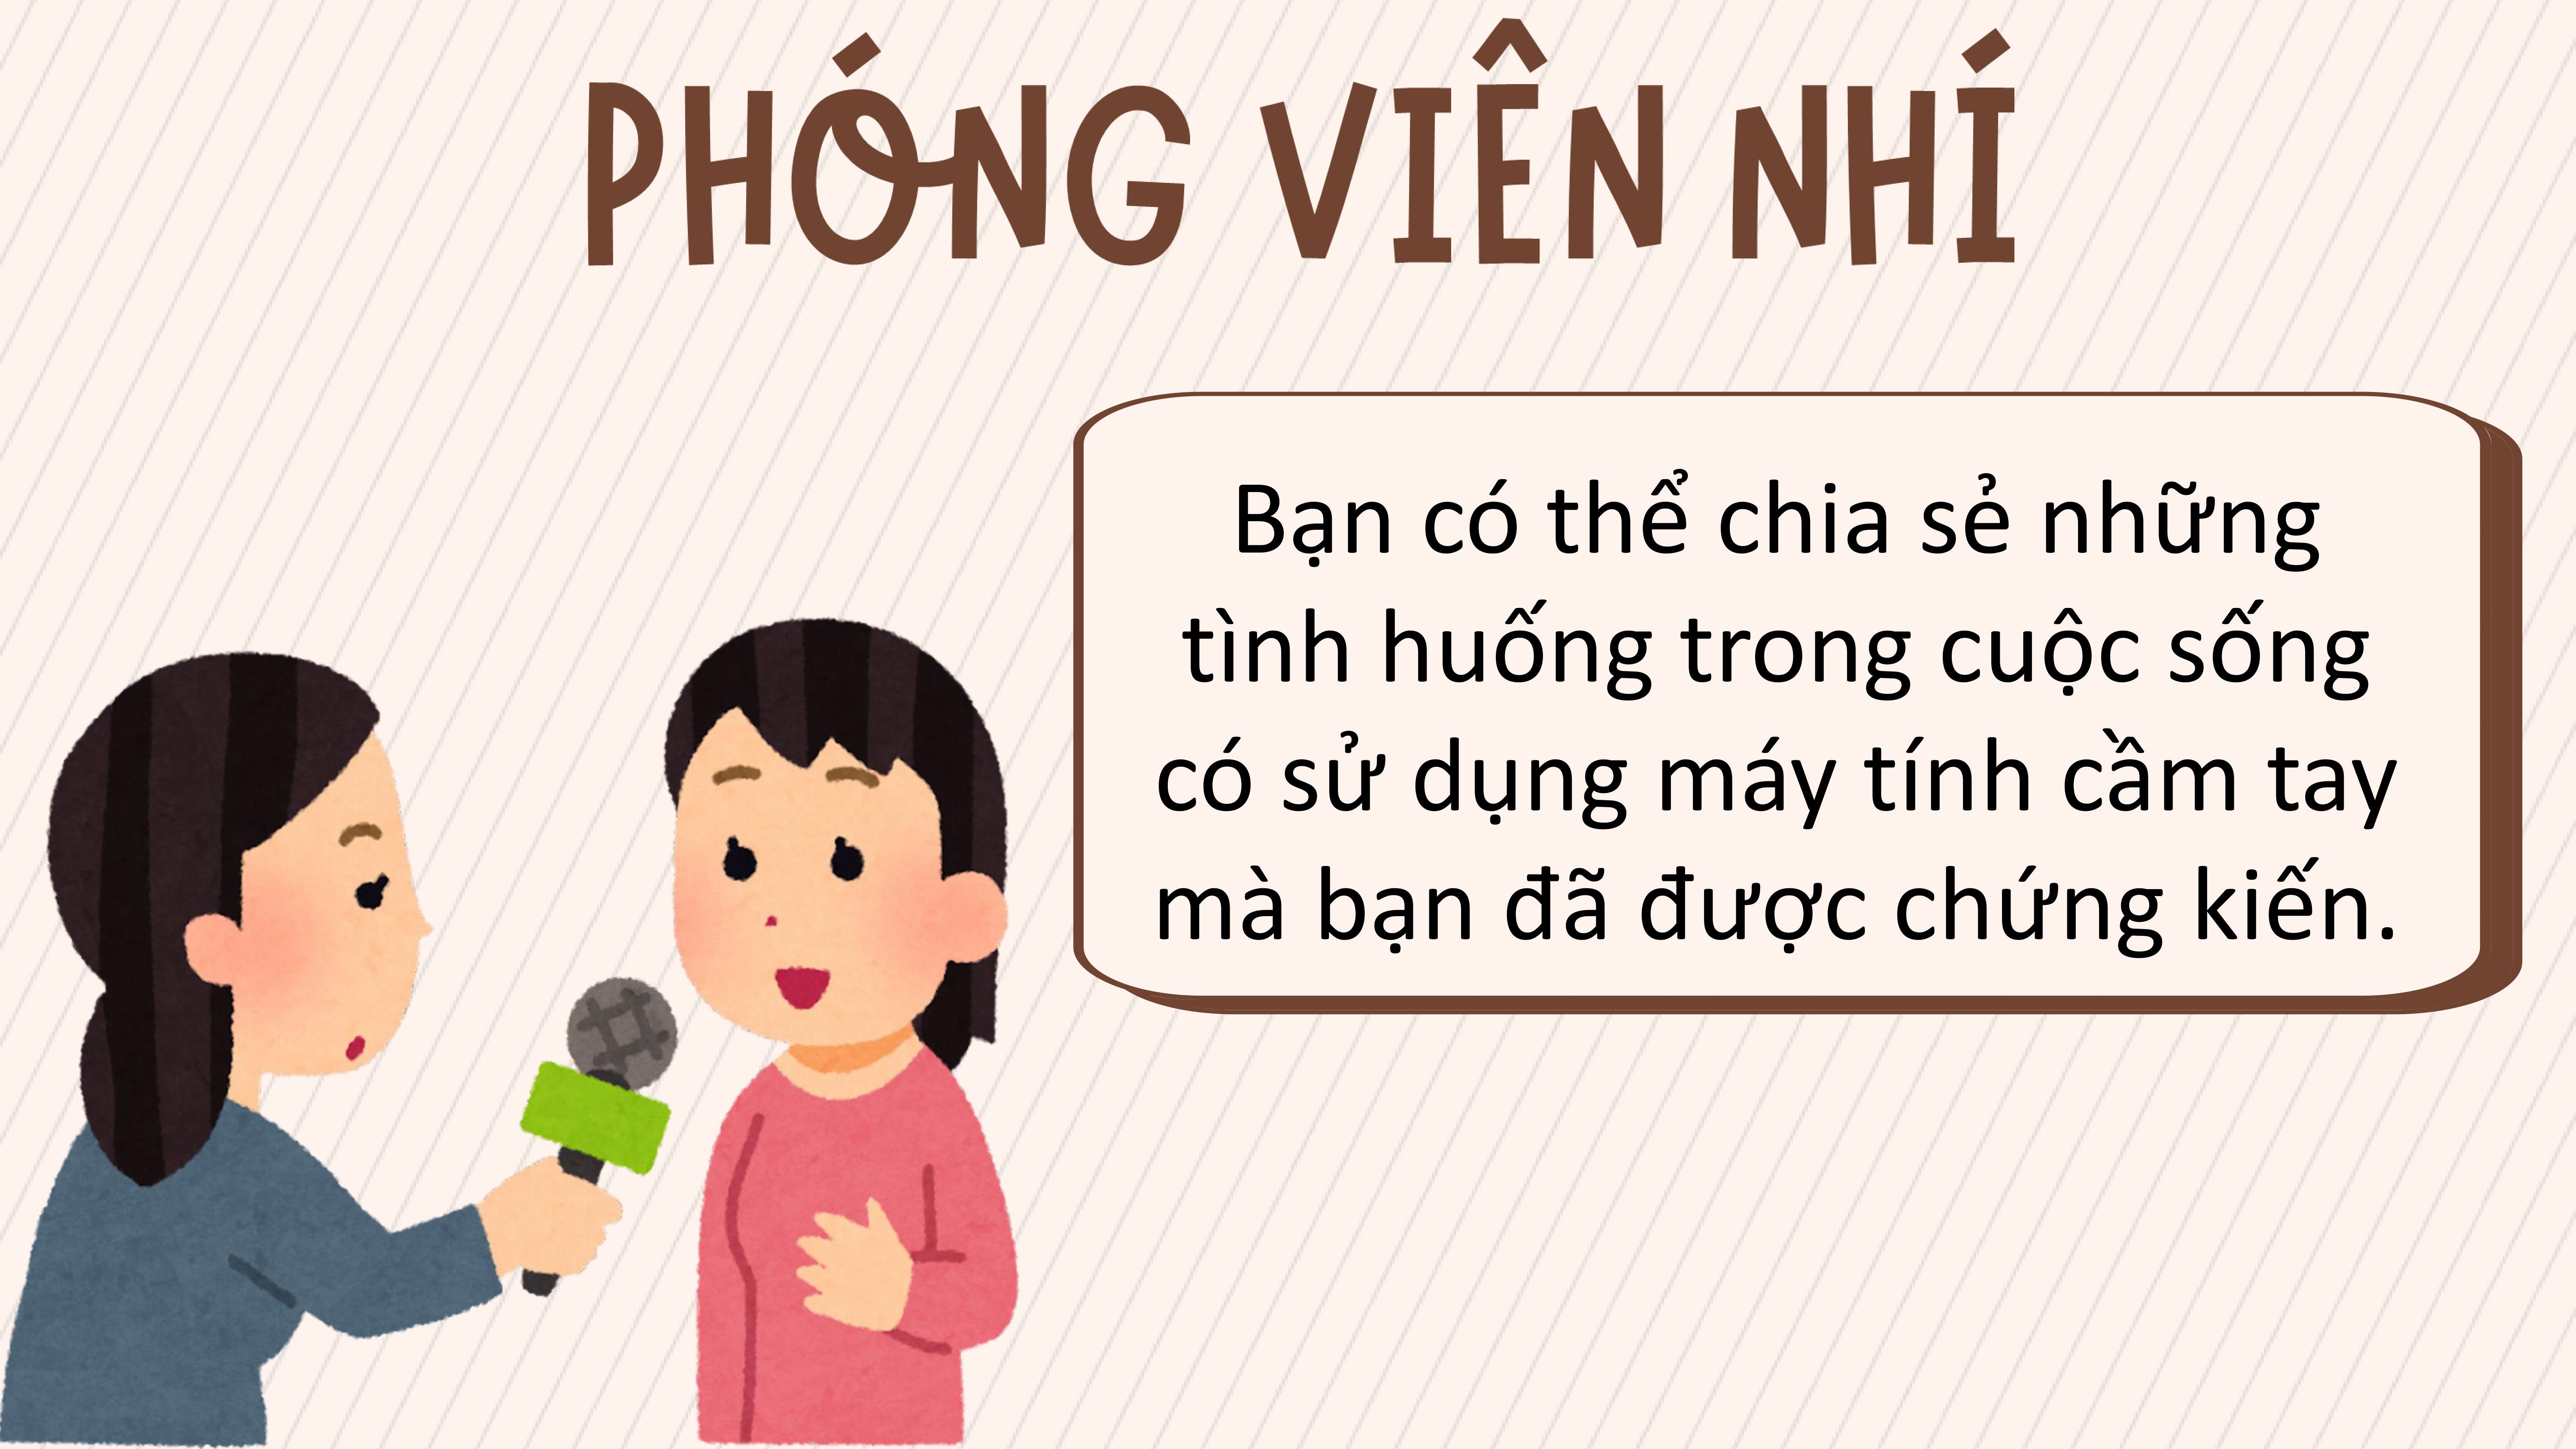 PHÓNG VIÊN NHÍ
Bạn có thể chia sẻ những
tình huống trong cuộc sống
có sử dụng máy tính cầm tay
mà bạn đã được chứng kiến.